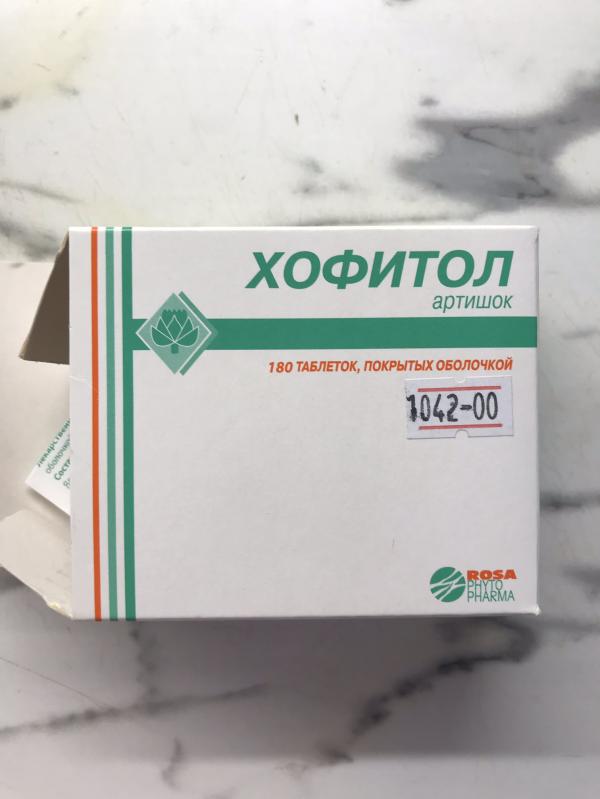 ХОФИТОЛ
артишок
180 ТАБЛЕТОК, ПОКРЫТЫХ ОБОЛОЧКОЙ
1042-00
ROSA
PHYTO
PHARMA